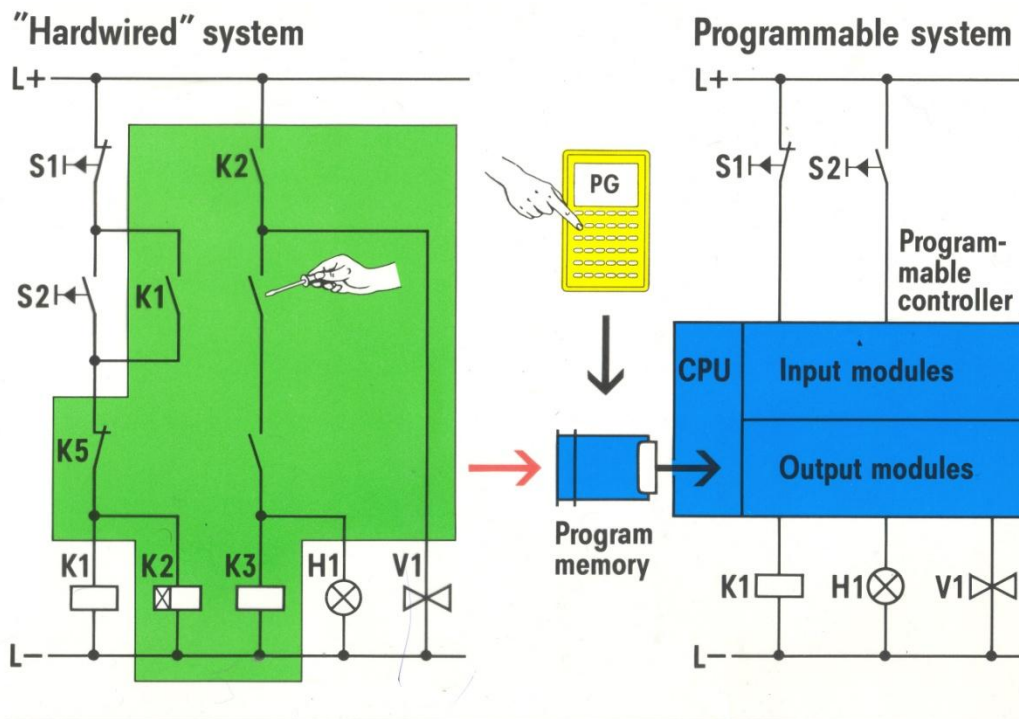 "Hardwired" system
L+
S1
K2
S2
K1
K5
K1
K2
K3
H1
V1
L−
PG
Program
memory
Programmable system
L+
S1
S2
Program-
mable
controller
CPU
Input modules
Output modules
K1
H1
V1
L−